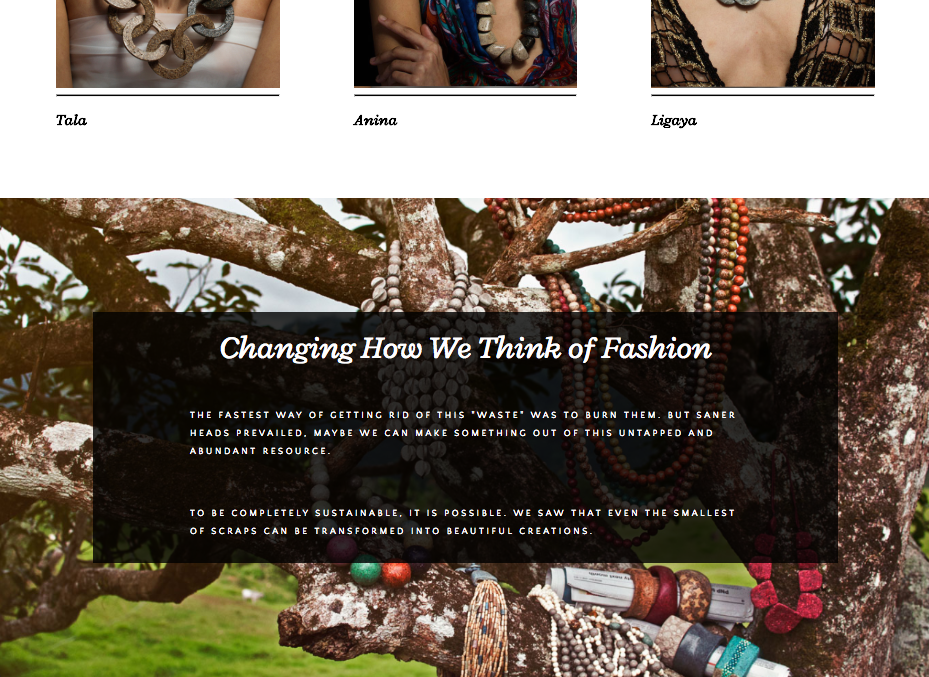 Tala
Anina
Ligaya
Changing How We Think of Fashion
THE FASTEST WAY OF GETTING RID OF THIS "WASTE" WAS TO BURN THEM. BUT SANER
HEADS PREVAILED, MAYBE WE CAN MAKE SOMETHING OUT OF THIS UNTAPPED AND
ABUNDANT RESOURCE.
TO BE COMPLETELY SUSTAINABLE, IT IS POSSIBLE. WE SAW THAT EVEN THE SMALLEST
OF SCRAPS CAN BE TRANSFORMED INTO BEAUTIFUL CREATIONS.